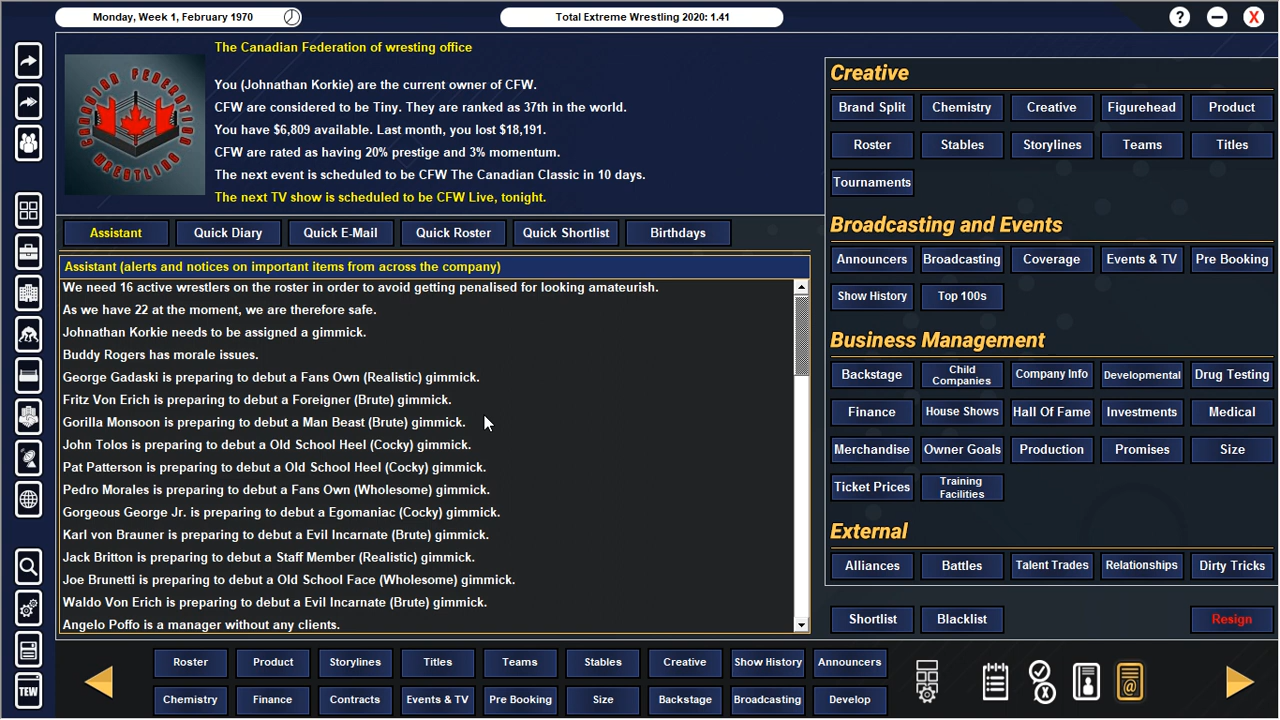 Monday, Week 1, February 1970
Total Extreme Wrestling 2020: 1.41
?
X
CANADIAN FEDERATION
WRESTLING
The Canadian Federation of wresting office
You (Johnathan Korkie) are the current owner of CFW.
CFW are considered to be Tiny. They are ranked as 37th in the world.
You have $6,809 available. Last month, you lost $18,191.
CFW are rated as having 20% prestige and 3% momentum.
The next event is scheduled to be CFW The Canadian Classic in 10 days.
The next TV show is scheduled to be CFW Live, tonight.
Assistant Quick Diary Quick E-Mail Quick Roster Quick Shortlist Birthdays
Assistant (alerts and notices on important items from across the company)
We need 16 active wrestlers on the roster in order to avoid getting penalised for looking amateurish.
As we have 22 at the moment, we are therefore safe.
Johnathan Korkie needs to be assigned a gimmick.
Buddy Rogers has morale issues.
George Gadaski is preparing to debut a Fans Own (Realistic) gimmick.
Fritz Von Erich is preparing to debut a Foreigner (Brute) gimmick.
Gorilla Monsoon is preparing to debut a Man Beast (Brute) gimmick.
John Tolos is preparing to debut a Old School Heel (Cocky) gimmick.
Pat Patterson is preparing to debut a Old School Heel (Cocky) gimmick.
Pedro Morales is preparing to debut a Fans Own (Wholesome) gimmick.
Gorgeous George Jr. is preparing to debut a Egomaniac (Cocky) gimmick.
Karl von Brauner is preparing to debut a Evil Incarnate (Brute) gimmick.
Jack Britton is preparing to debut a Staff Member (Realistic) gimmick.
Joe Brunetti is preparing to debut a Old School Face (Wholesome) gimmick.
Waldo Von Erich is preparing to debut a Evil Incarnate (Brute) gimmick.
Angelo Poffo is a manager without any clients.
Creative
Brand Split Chemistry Creative Figurehead Product
Roster Stables Storylines Teams Titles
Tournaments
Broadcasting and Events
Announcers Broadcasting Coverage Events & TV Pre Booking
Show History Top 100s
Business Management
Backstage Child Companies Company Info Developmental Drug Testing
Finance House Shows Hall Of Fame Investments Medical
Merchandise Owner Goals Production Promises Size
Ticket Prices Training Facilities
External
Alliances Battles Talent Trades Relationships Dirty Tricks
Shortlist Blacklist Resign
Roster Product Storylines Titles Teams Stables Creative Show History Announcers
Chemistry Finance Contracts Events & TV Pre Booking Size Backstage Broadcasting Develop
TEW
X
@